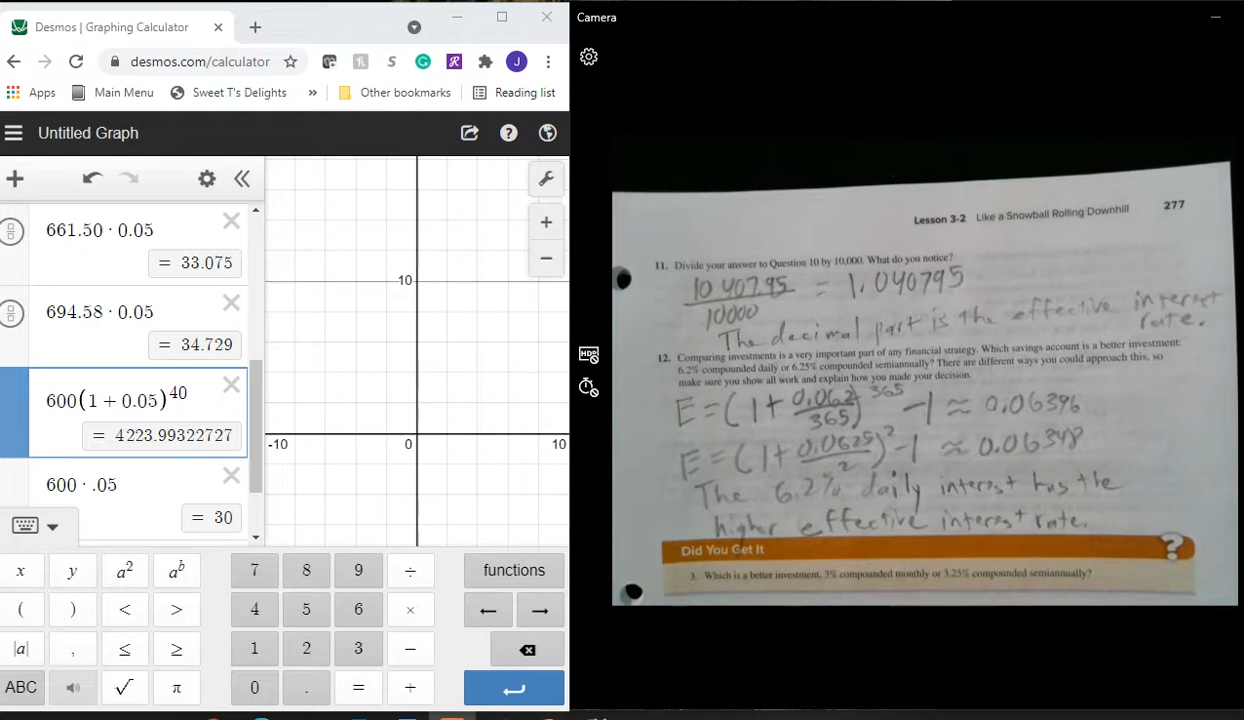 Desmos | Graphing Calculator
desmos.com/calculator
S
R
J
Apps
Main Menu
Sweet T's Delights
»
Other bookmarks
Reading list
Untitled Graph
661.50 · 0.05
= 33.075
694.58 · 0.05
= 34.729
600(1 + 0.05)^40
= 4223.99322727
600 · .05
= 30
10
-10
0
10
x y a² a^b 7 8 9 ÷ functions
( ) < > 4 5 6 × ← →
|a| , ≤ ≥ 1 2 3 −
ABC √ π 0 . = +
Camera
HDR
Lesson 3-2 Like a Snowball Rolling Downhill 277
11. Divide your answer to Question 10 by 10,000. What do you notice?
10407.95/10000 = 1.040795
The decimal part is the effective interest
rate.
12. Comparing investments is a very important part of any financial strategy. Which savings account is a better investment:
6.2% compounded daily or 6.25% compounded semiannually? There are different ways you could approach this, so
make sure you show all work and explain how you made your decision.
E = (1 + 0.062/365)^365 − 1 ≈ 0.06396
E = (1 + 0.0625/2)^2 − 1 ≈ 0.06348
The 6.2% daily interest has the
higher effective interest rate.
Did You Get It
?
3. Which is a better investment, 3% compounded monthly or 3.25% compounded semiannually?